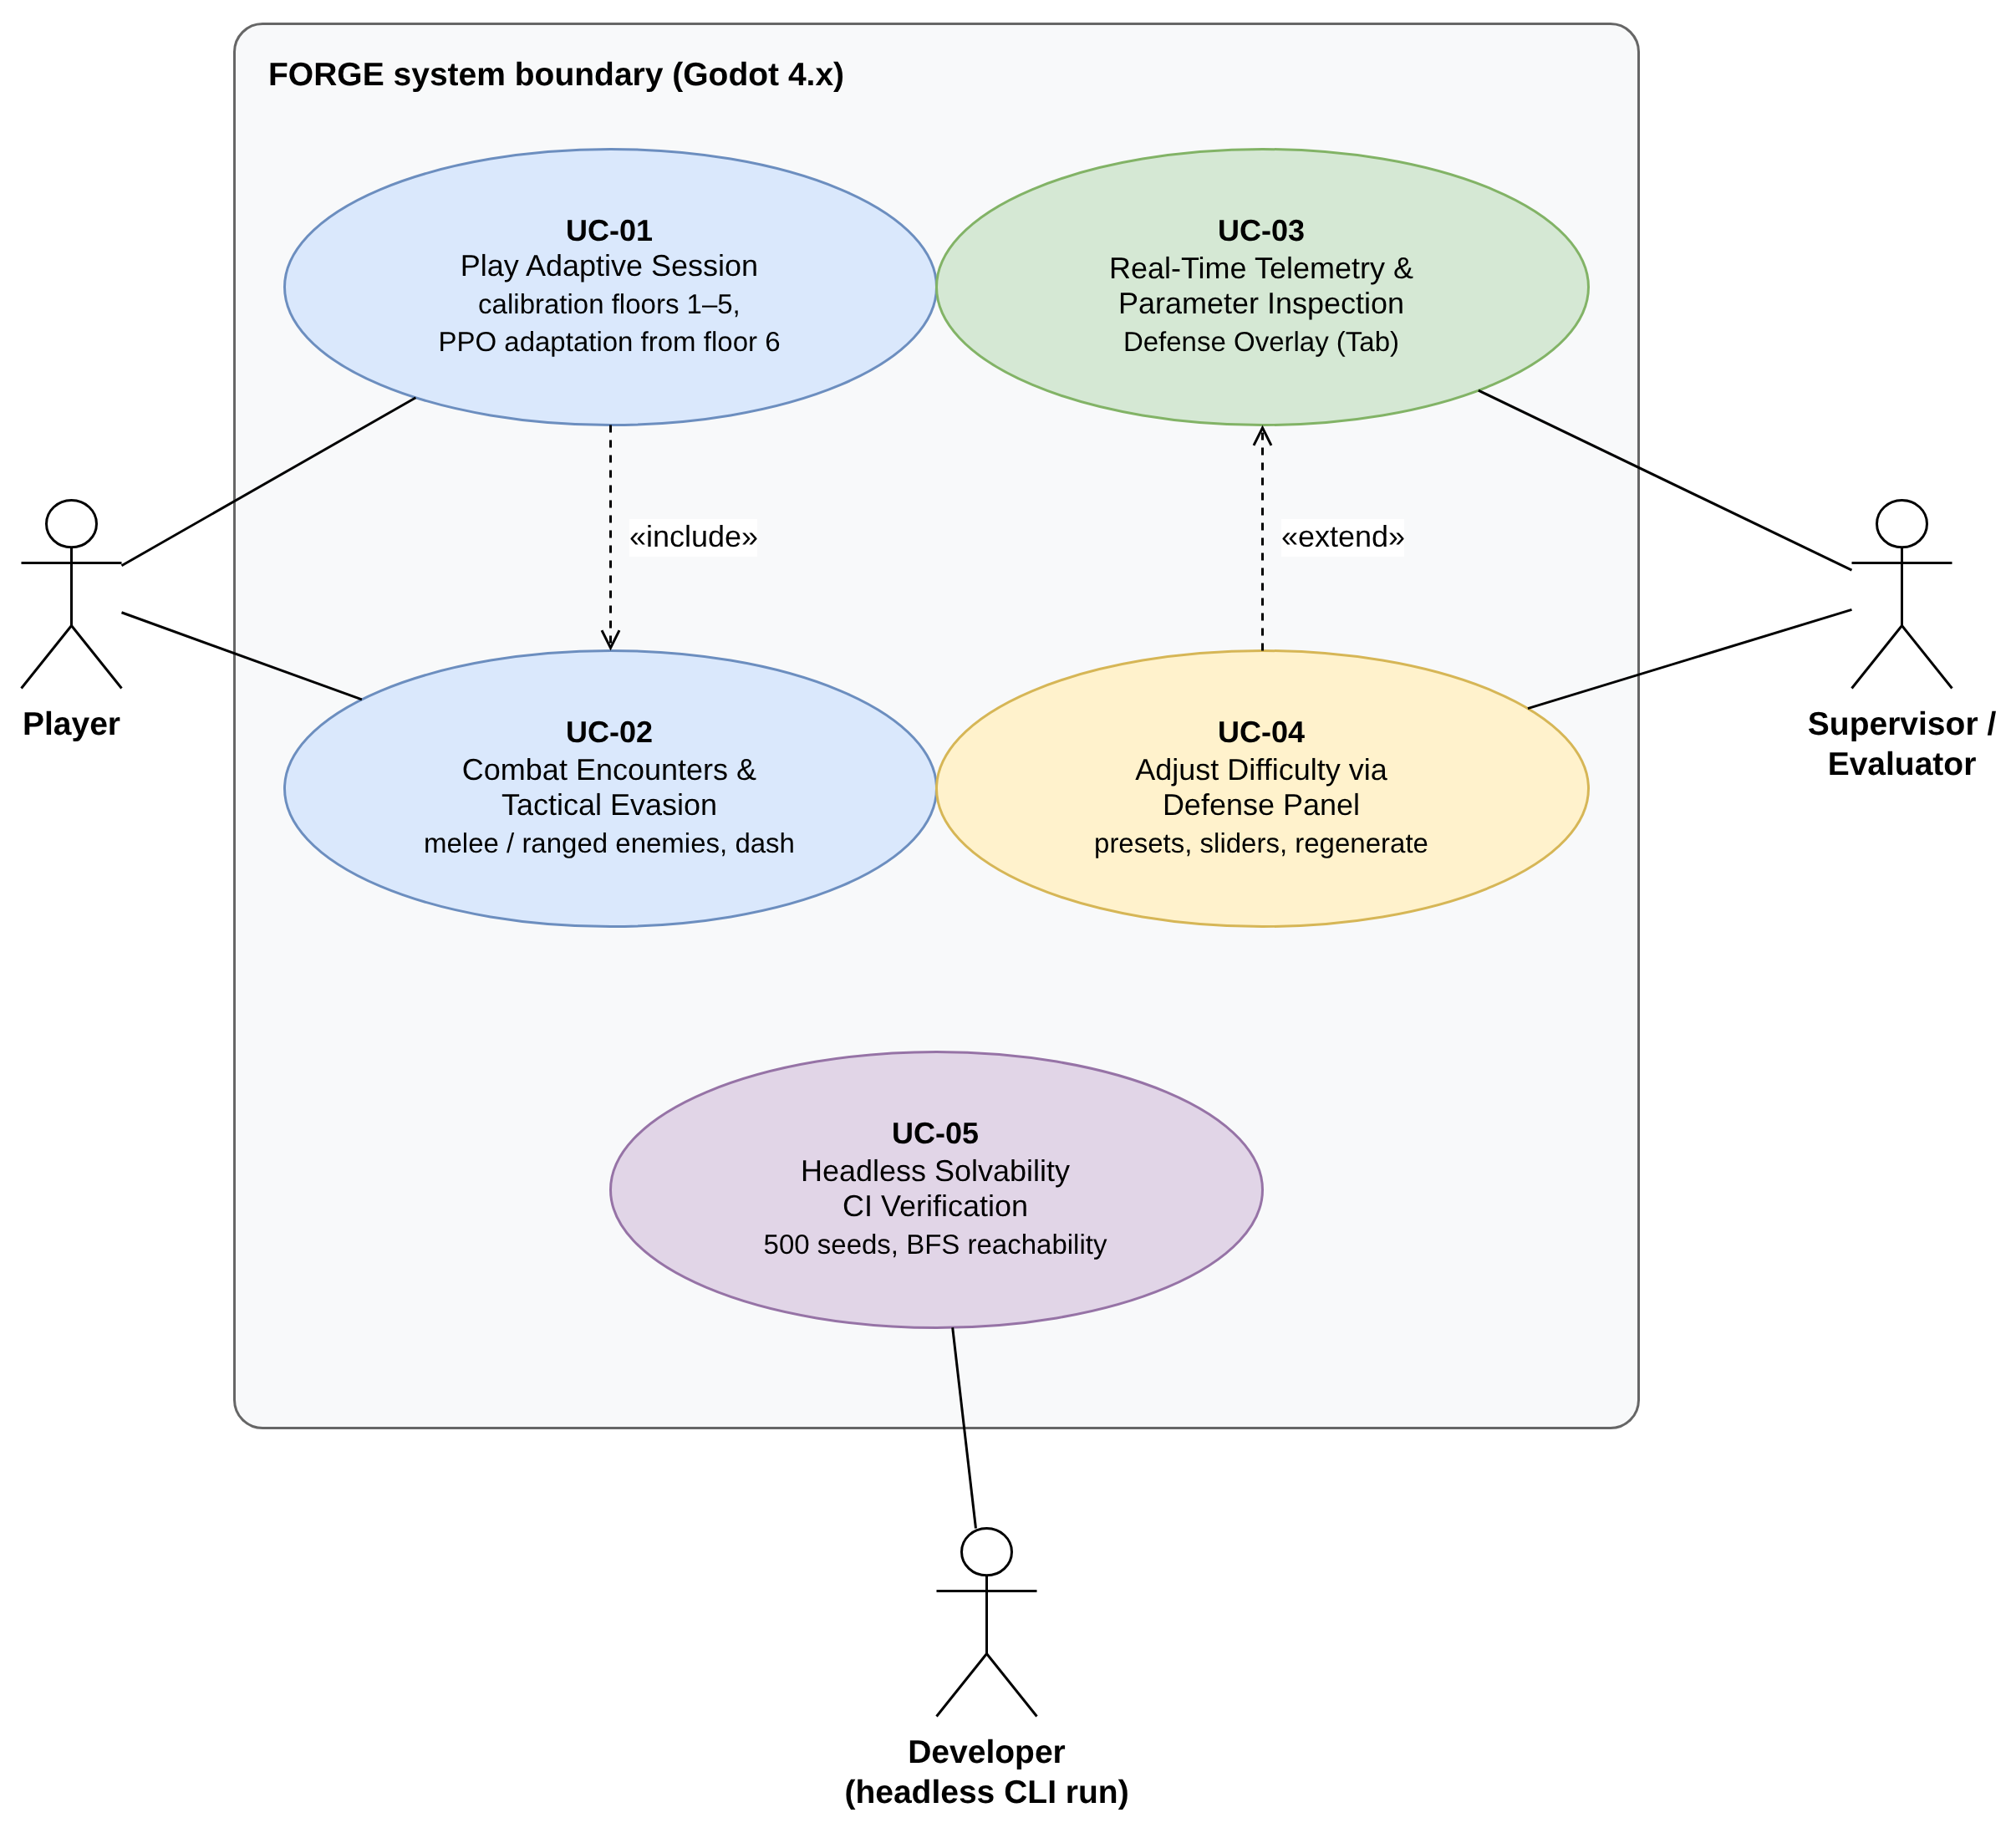 FORGE system boundary (Godot 4.x)
UC-01
Play Adaptive Session
calibration floors 1–5,
PPO adaptation from floor 6
UC-03
Real-Time Telemetry &
Parameter Inspection
Defense Overlay (Tab)
«include»
«extend»
Player
Supervisor /
Evaluator
UC-02
Combat Encounters &
Tactical Evasion
melee / ranged enemies, dash
UC-04
Adjust Difficulty via
Defense Panel
presets, sliders, regenerate
UC-05
Headless Solvability
CI Verification
500 seeds, BFS reachability
Developer
(headless CLI run)